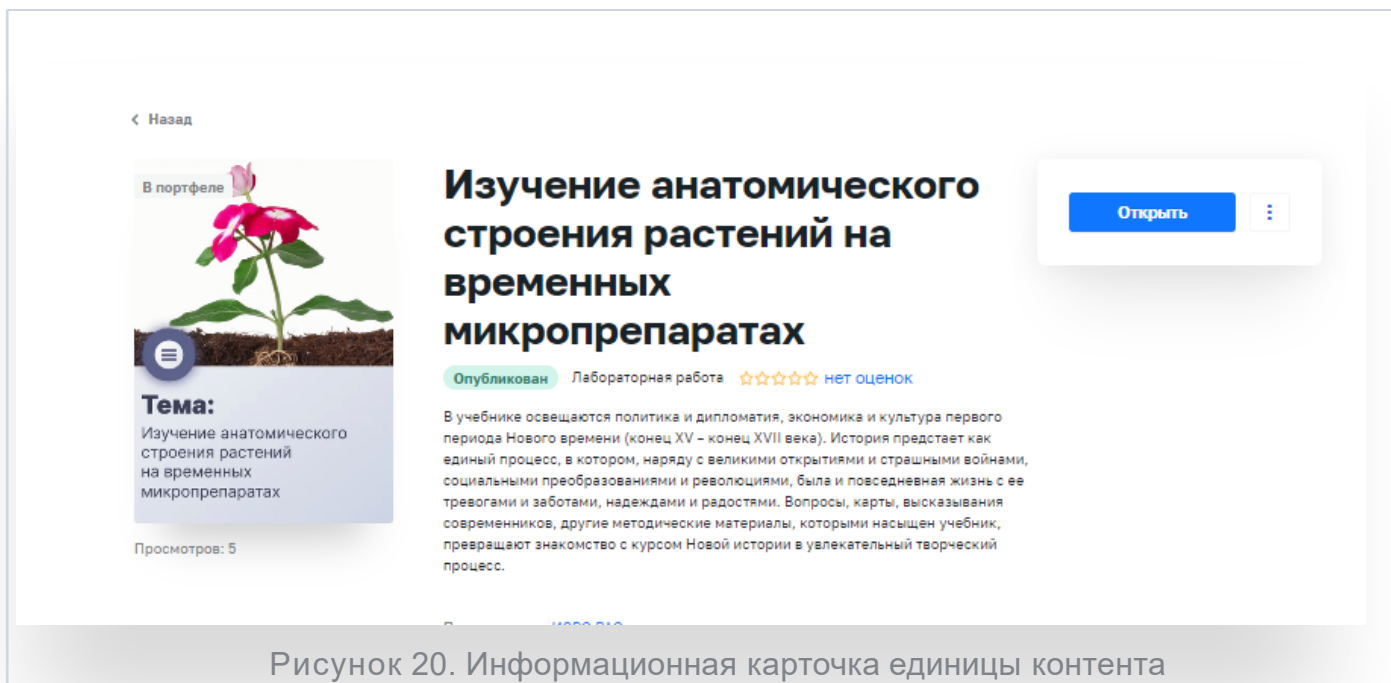 Назад
В портфеле
Тема:
Изучение анатомического
строения растений
на временных
микропрепаратах
Просмотров: 5
Изучение анатомического
строения растений на
временных
микропрепаратах
Опубликован Лабораторная работа нет оценок
В учебнике освещаются политика и дипломатия, экономика и культура первого
периода Нового времени (конец XV – конец XVII века). История предстает как
единый процесс, в котором, наряду с великими открытиями и страшными войнами,
социальными преобразованиями и революциями, была и повседневная жизнь с ее
тревогами и заботами, надеждами и радостями. Вопросы, карты, высказывания
современников, другие методические материалы, которыми насыщен учебник,
превращают знакомство с курсом Новой истории в увлекательный творческий
процесс.
Открыть
Рисунок 20. Информационная карточка единицы контента